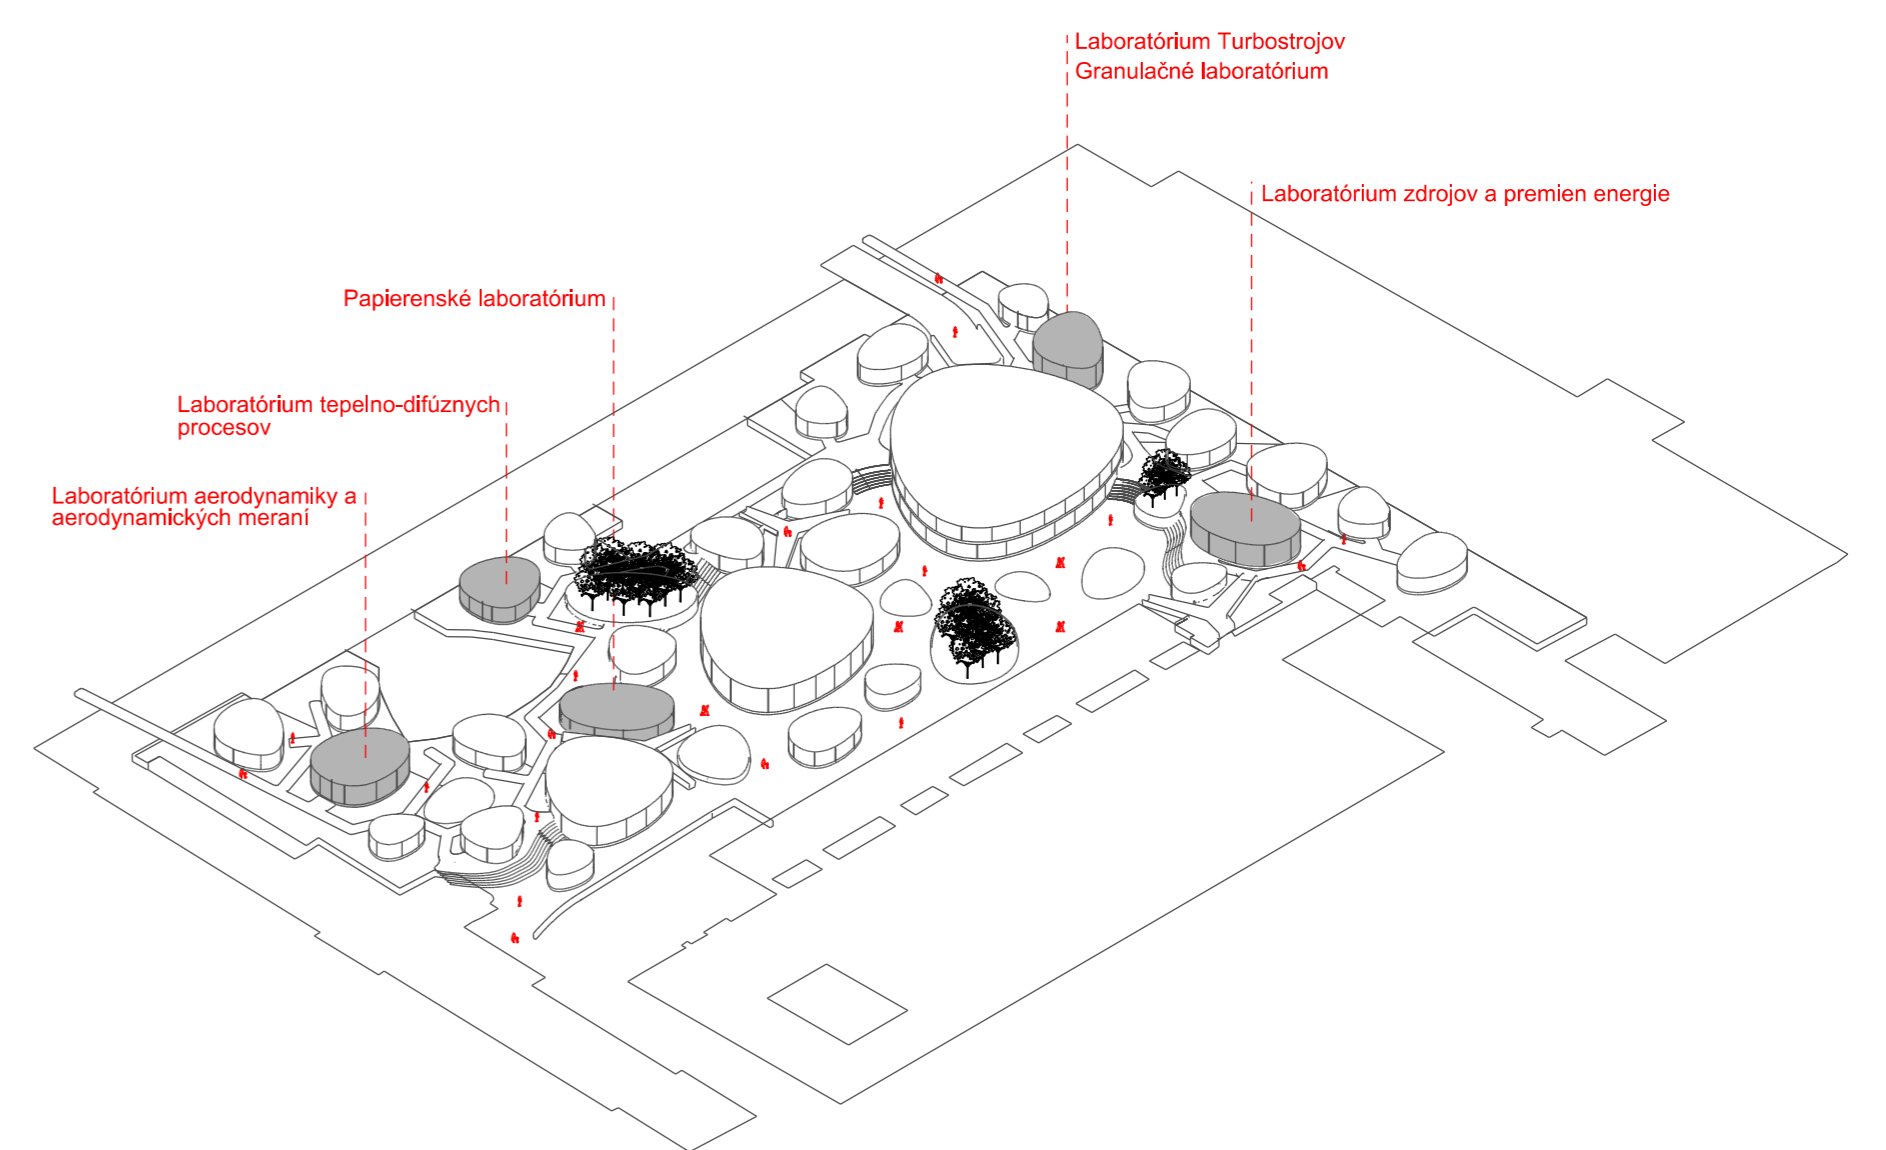 Laboratórium Turbostrojov
Granulačné laboratórium
Laboratórium zdrojov a premien energie
Papierenské laboratórium
Laboratórium tepelno-difúznych
procesov
Laboratórium aerodynamiky a
aerodynamických meraní